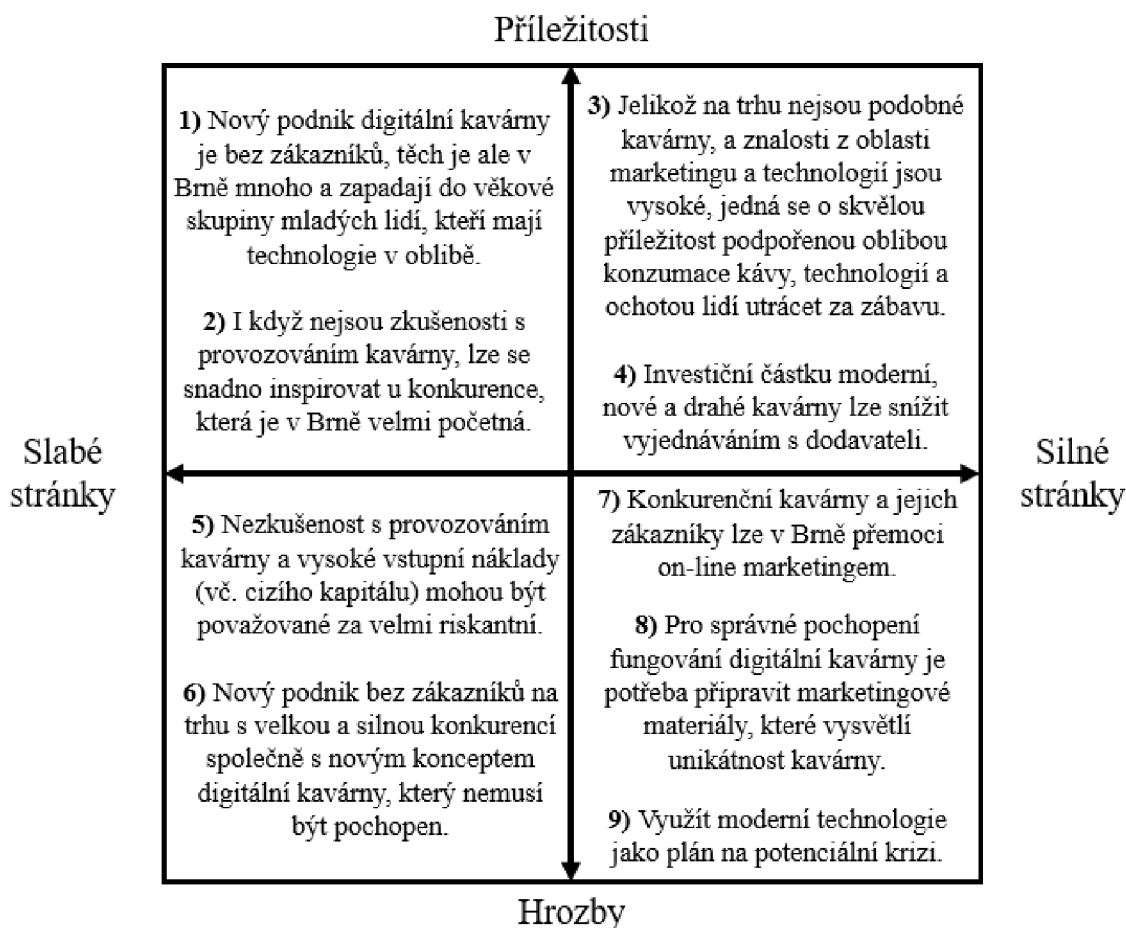 Příležitosti
1) Nový podnik digitální kavárny
je bez zákazníků, těch je ale v
Brně mnoho a zapadají do věkové
skupiny mladých lidí, kteří mají
technologie v oblibě.
2) I když nejsou zkušenosti s
provozováním kavárny, lze se
snadno inspirovat u konkurence,
která je v Brně velmi početná.
3) Jelikož na trhu nejsou podobné
kavárny, a znalosti z oblasti
marketingu a technologií jsou
vysoké, jedná se o skvělou
příležitost podpořenou oblibou
konzumace kávy, technologií a
ochotou lidí utrácet za zábavu.
4) Investiční částku moderní,
nové a drahé kavárny lze snížit
vyjednáváním s dodavateli.
Slabé
stránky
Silné
stránky
5) Nezkušenost s provozováním
kavárny a vysoké vstupní náklady
(vč. cizího kapitálu) mohou být
považované za velmi riskantní.
6) Nový podnik bez zákazníků na
trhu s velkou a silnou konkurencí
společně s novým konceptem
digitální kavárny, který nemusí
být pochopen.
7) Konkurenční kavárny a jejich
zákazníky lze v Brně přemoci
on-line marketingem.
8) Pro správné pochopení
fungování digitální kavárny je
potřeba připravit marketingové
materiály, které vysvětlí
unikátnost kavárny.
9) Využít moderní technologie
jako plán na potenciální krizi.
Hrozby